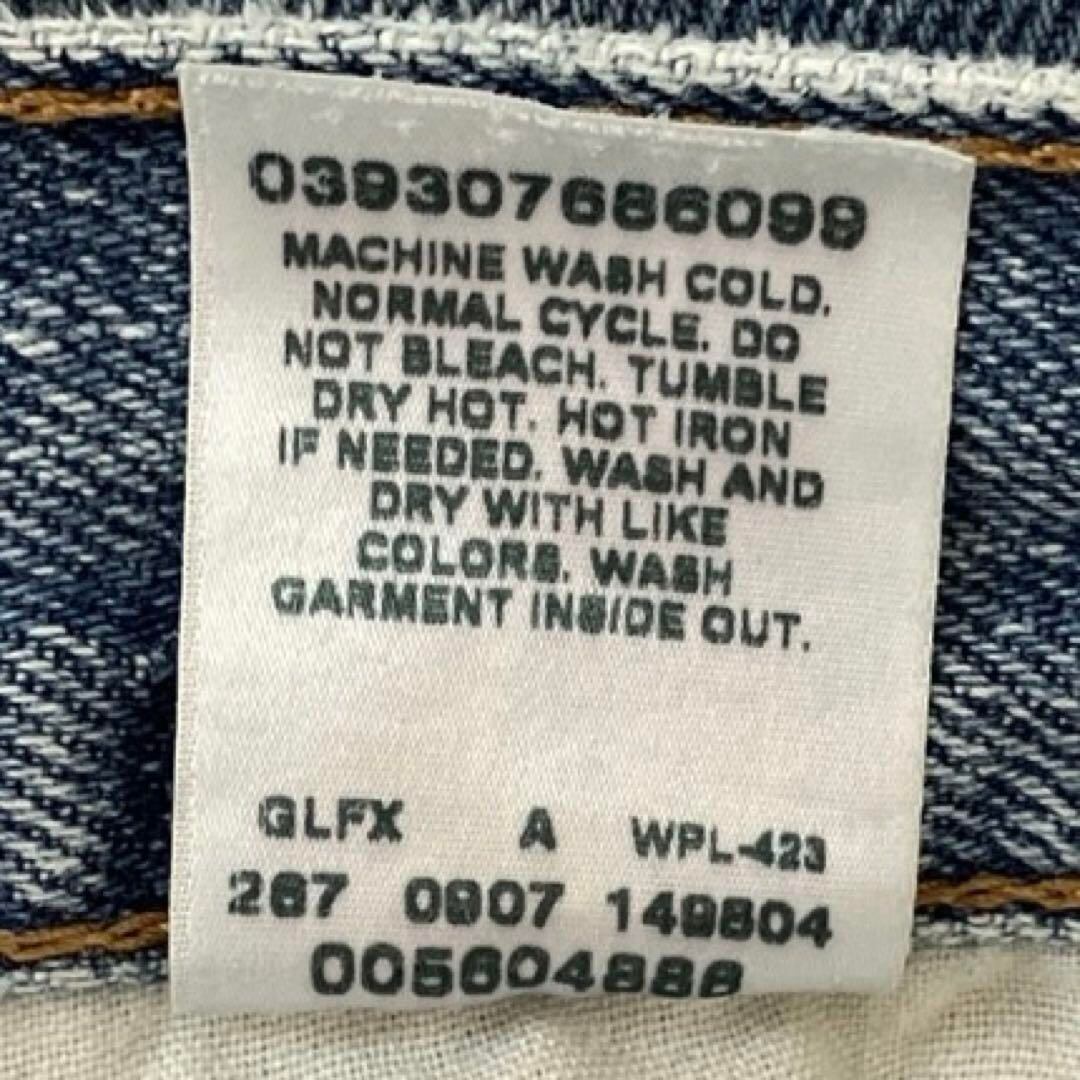 039307686099
MACHINE WASH COLD.
NORMAL CYCLE. DO
NOT BLEACH. TUMBLE
DRY HOT. HOT IRON
IF NEEDED. WASH AND
DRY WITH LIKE
COLORS. WASH
GARMENT INSIDE OUT.
GLFX A WPL-423
267 0907 149804
005604888